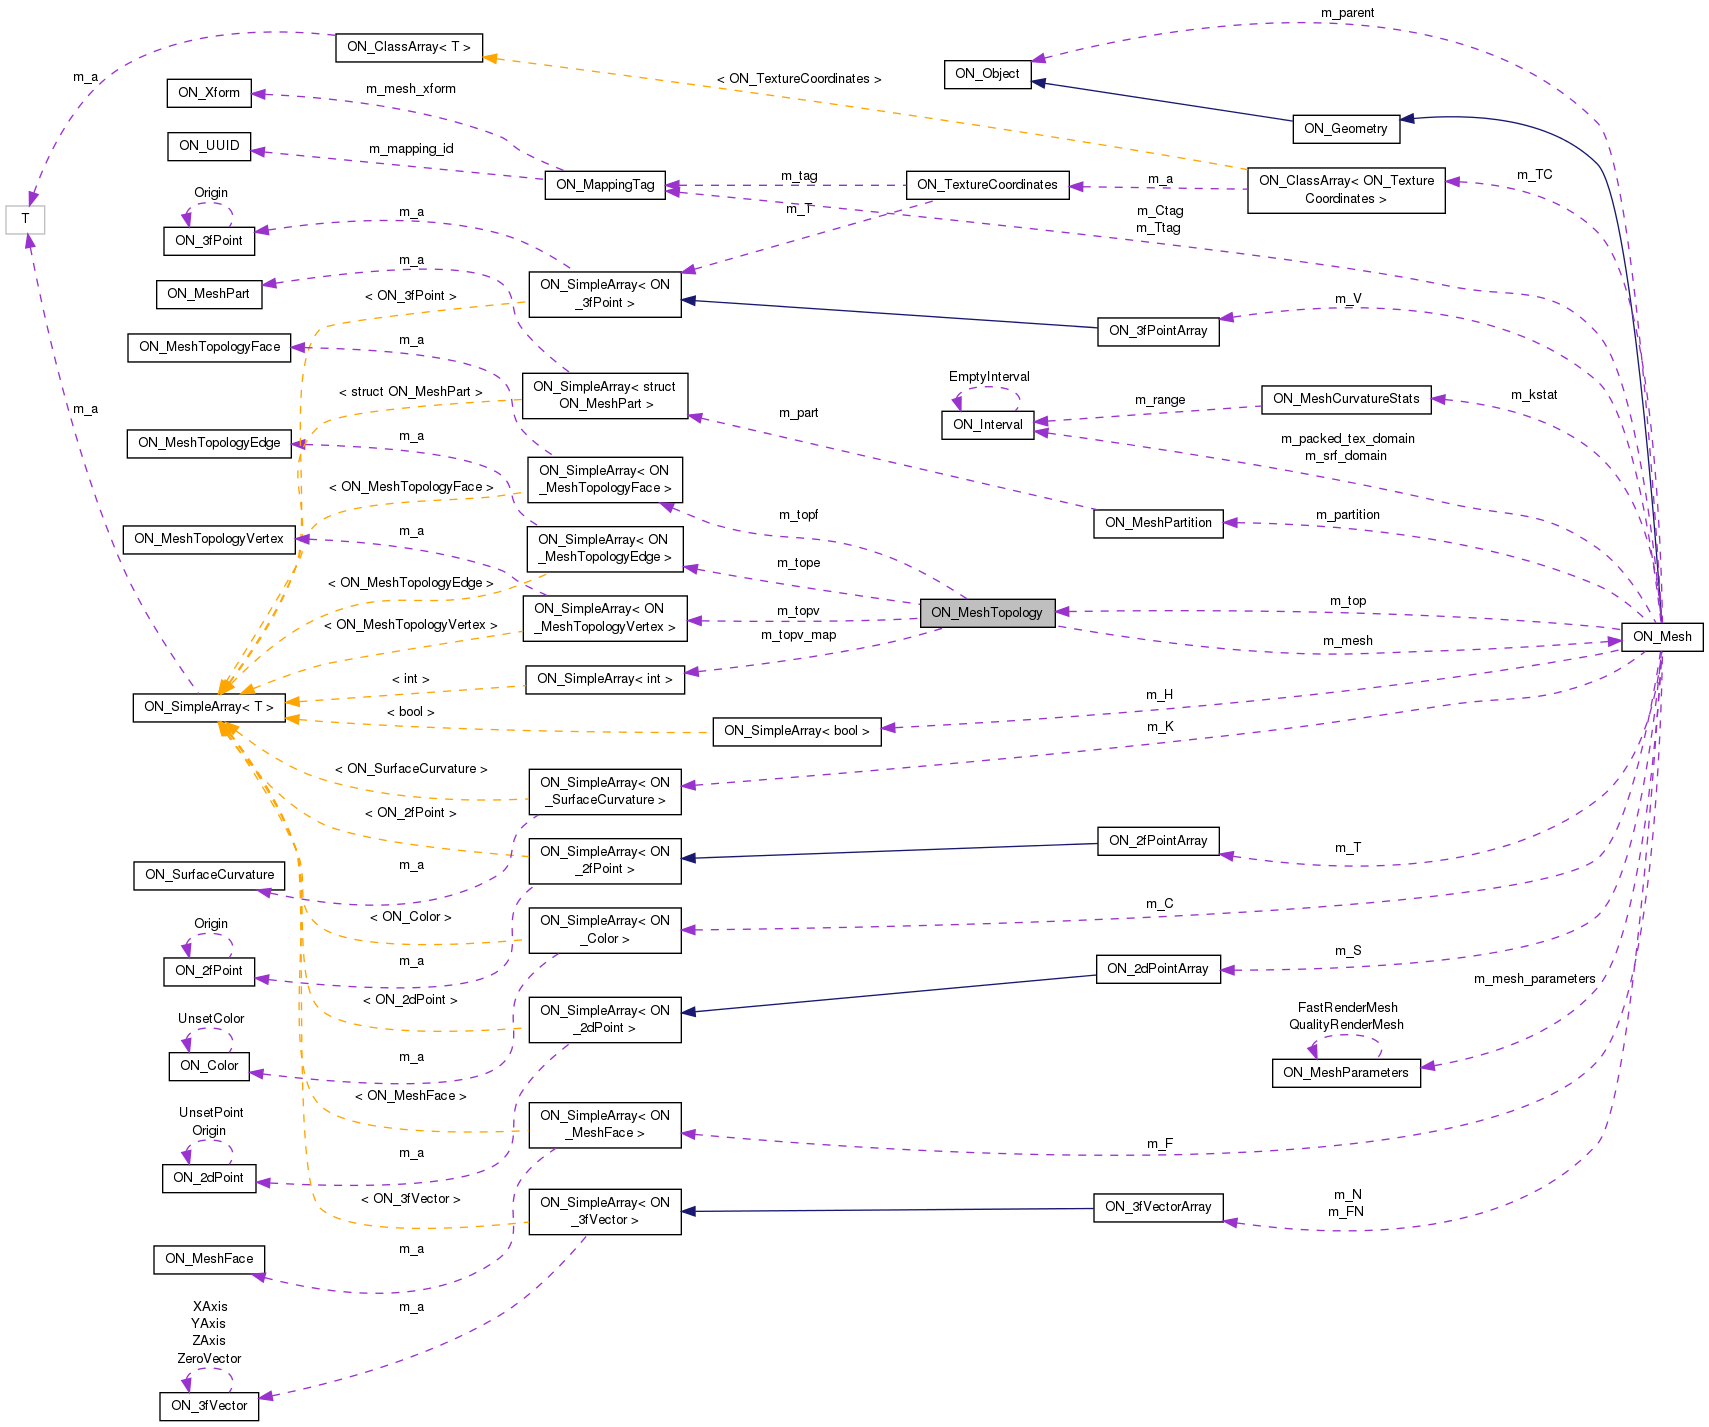 m_parent
ON_ClassArray< T >
ON_Object
m_a
< ON_TextureCoordinates >
m_mesh_xform
ON_Xform
ON_Geometry
ON_UUID
m_mapping_id
ON_MappingTag
m_tag
ON_TextureCoordinates
m_a
ON_ClassArray< ON_Texture
Coordinates >
m_TC
Origin
T
m_a
m_T
m_Ctag
m_Ttag
ON_3fPoint
m_a
ON_MeshPart
< ON_3fPoint >
ON_SimpleArray< ON
_3fPoint >
m_V
ON_3fPointArray
ON_MeshTopologyFace
m_a
EmptyInterval
< struct ON_MeshPart >
ON_SimpleArray< struct
ON_MeshPart >
m_range
ON_MeshCurvatureStats
m_kstat
m_a
m_part
ON_Interval
ON_MeshTopologyEdge
m_a
m_packed_tex_domain
m_srf_domain
< ON_MeshTopologyFace >
ON_SimpleArray< ON
_MeshTopologyFace >
m_topf
ON_MeshPartition
m_partition
ON_MeshTopologyVertex
m_a
ON_SimpleArray< ON
_MeshTopologyEdge >
m_tope
< ON_MeshTopologyEdge >
< ON_MeshTopologyVertex >
ON_SimpleArray< ON
_MeshTopologyVertex >
m_topv
m_topv_map
ON_MeshTopology
m_top
m_mesh
ON_Mesh
< int >
ON_SimpleArray< int >
ON_SimpleArray< T >
< bool >
ON_SimpleArray< bool >
m_H
m_K
< ON_SurfaceCurvature >
ON_SimpleArray< ON
_SurfaceCurvature >
< ON_2fPoint >
ON_SimpleArray< ON
_2fPoint >
ON_2fPointArray
m_T
ON_SurfaceCurvature
m_a
m_C
< ON_Color >
ON_SimpleArray< ON
_Color >
Origin
ON_2fPoint
m_a
m_S
ON_2dPointArray
m_mesh_parameters
< ON_2dPoint >
ON_SimpleArray< ON
_2dPoint >
UnsetColor
FastRenderMesh
QualityRenderMesh
ON_Color
m_a
ON_MeshParameters
< ON_MeshFace >
UnsetPoint
Origin
ON_SimpleArray< ON
_MeshFace >
m_a
m_F
ON_2dPoint
< ON_3fVector >
ON_SimpleArray< ON
_3fVector >
ON_3fVectorArray
m_N
m_FN
ON_MeshFace
m_a
XAxis
YAxis
ZAxis
ZeroVector
m_a
ON_3fVector